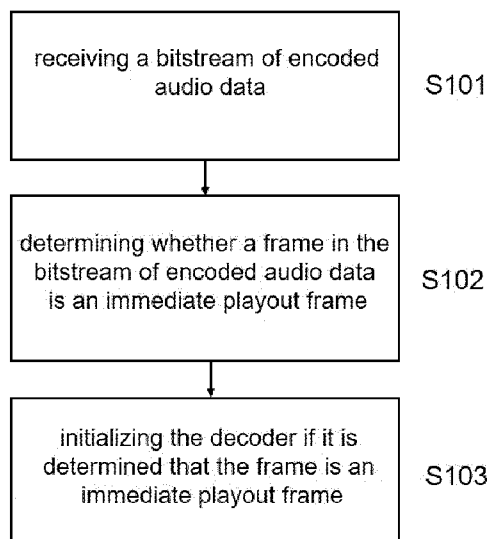 receiving a bitstream of encoded
audio data
S101
determining whether a frame in the
bitstream of encoded audio data
is an immediate playout frame
S102
initializing the decoder if it is
determined that the frame is an
immediate playout frame
S103